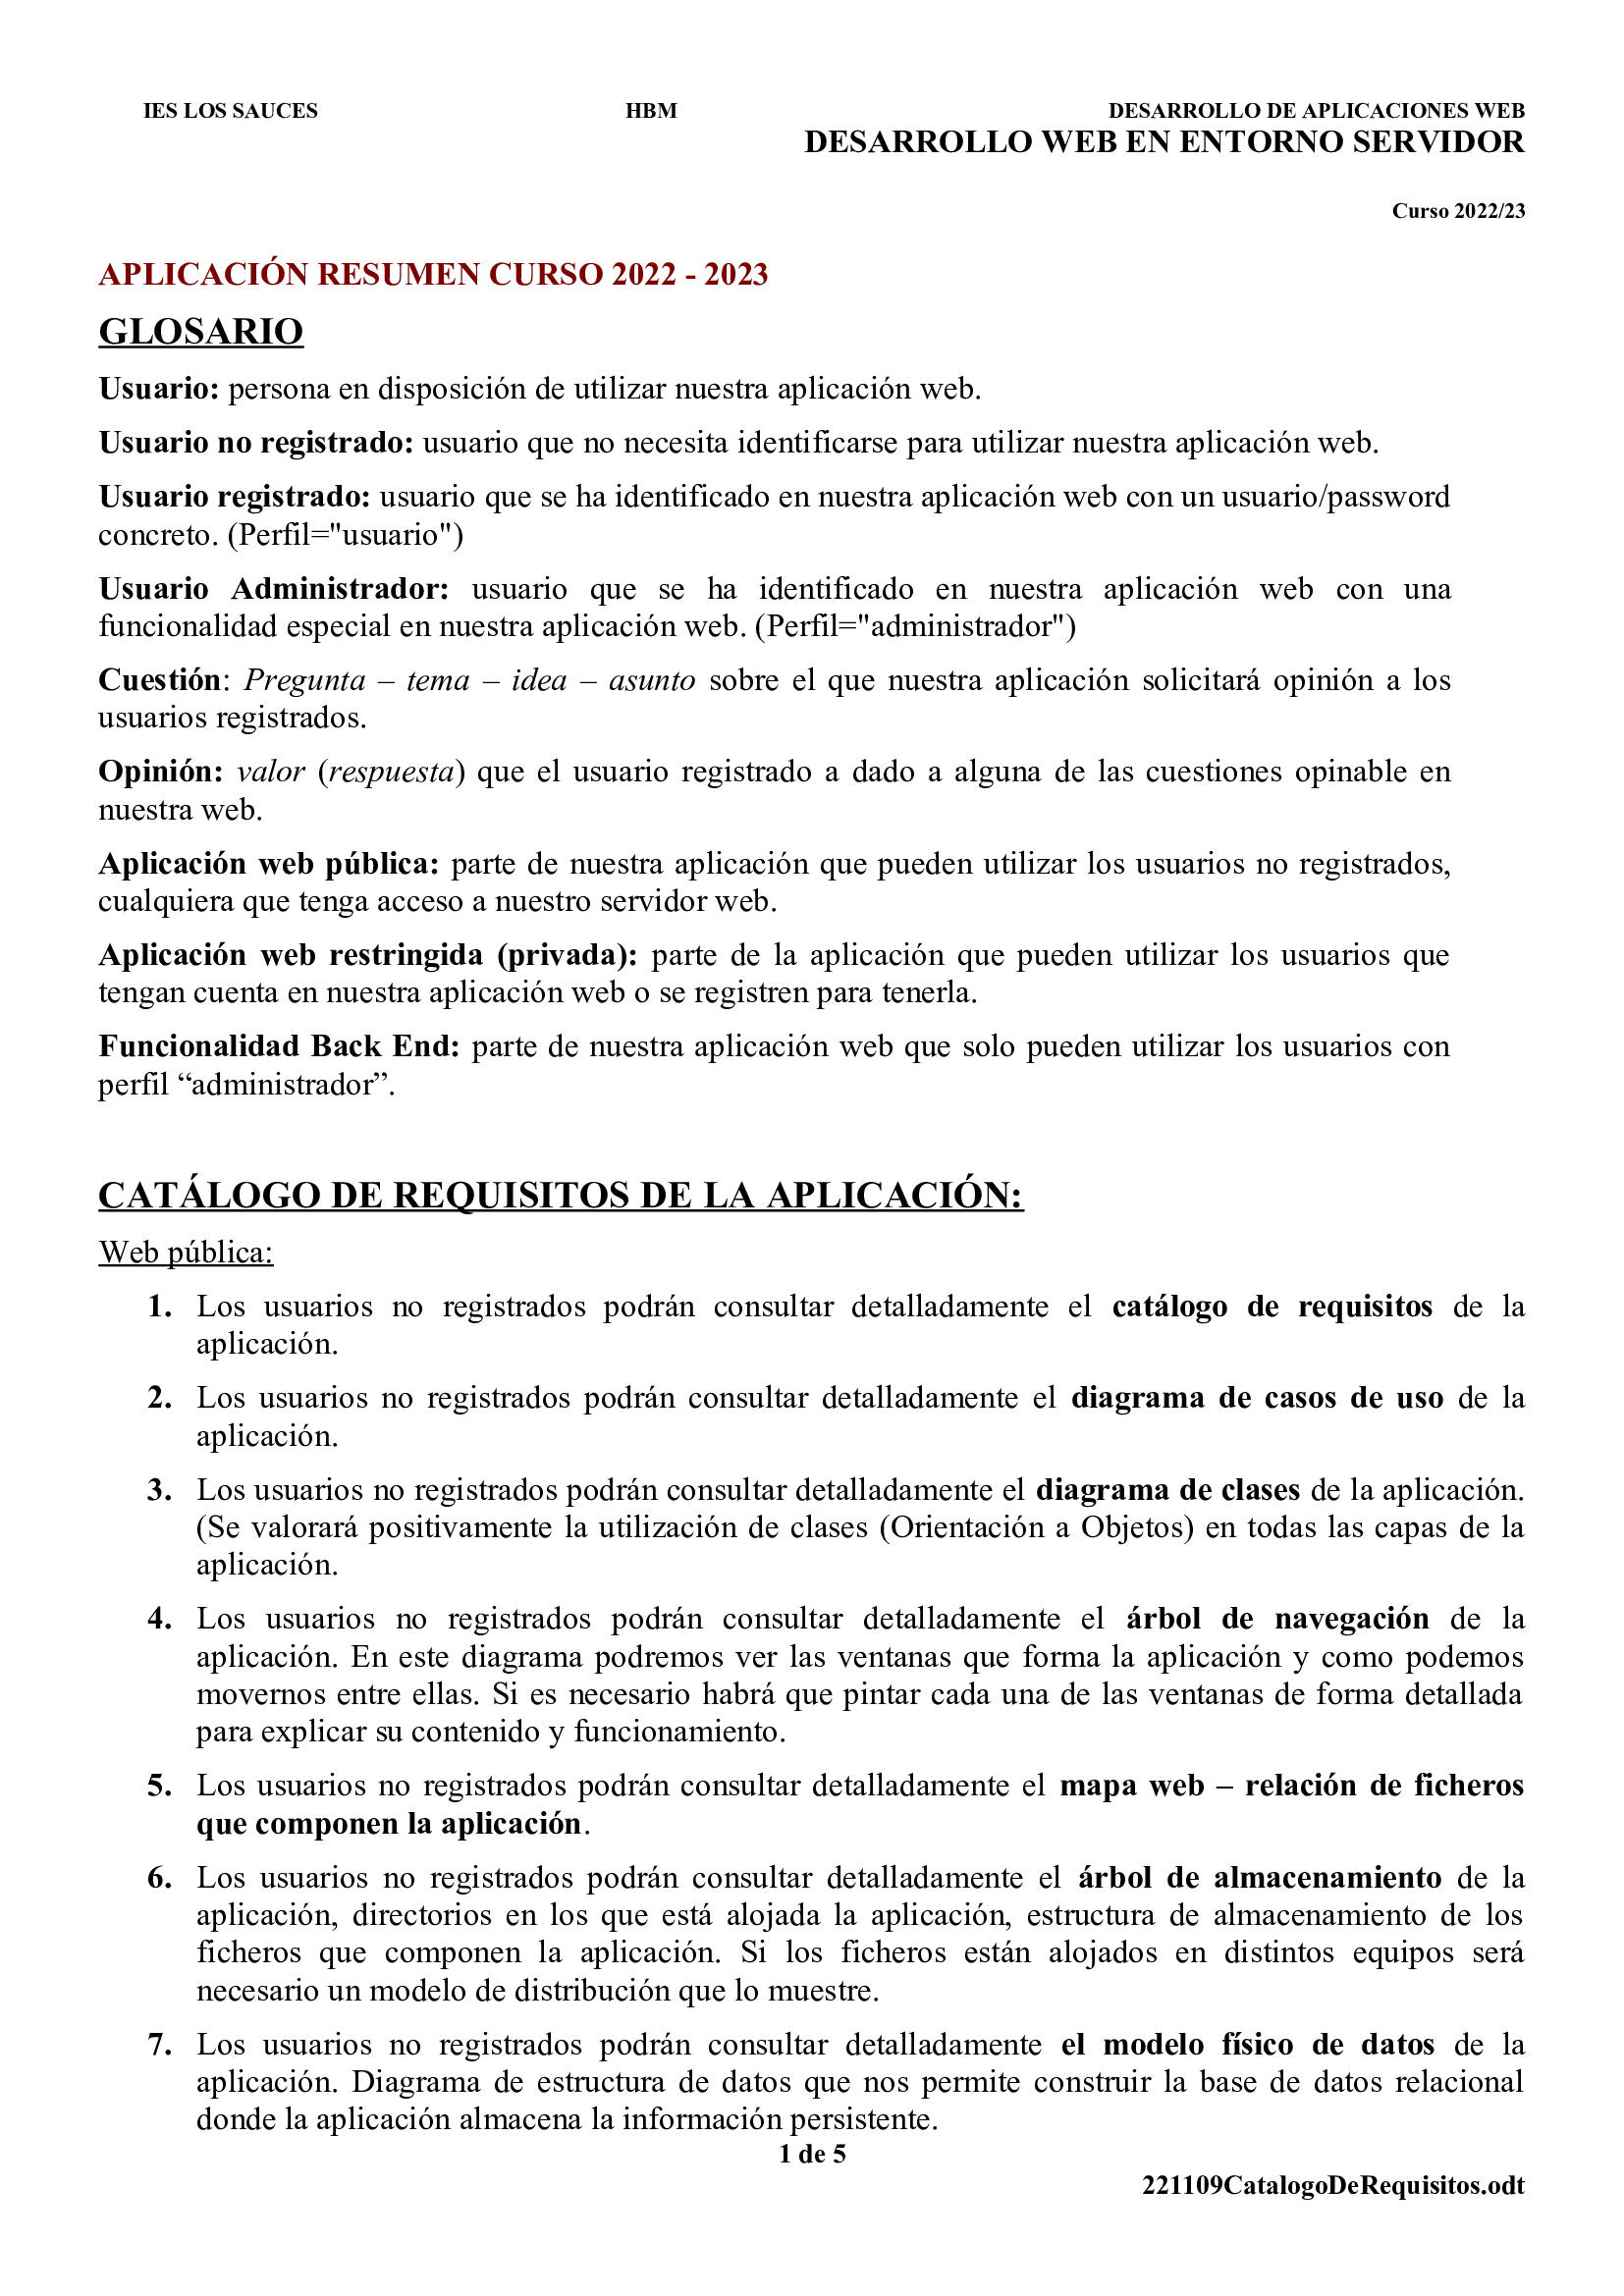 IES LOS SAUCES HBM DESARROLLO DE APLICACIONES WEB
DESARROLLO WEB EN ENTORNO SERVIDOR
Curso 2022/23
APLICACIÓN RESUMEN CURSO 2022 - 2023
GLOSARIO
Usuario: persona en disposición de utilizar nuestra aplicación web.
Usuario no registrado: usuario que no necesita identificarse para utilizar nuestra aplicación web.
Usuario registrado: usuario que se ha identificado en nuestra aplicación web con un usuario/password
concreto. (Perfil="usuario")
Usuario Administrador: usuario que se ha identificado en nuestra aplicación web con una
funcionalidad especial en nuestra aplicación web. (Perfil="administrador")
Cuestión: Pregunta – tema – idea – asunto sobre el que nuestra aplicación solicitará opinión a los
usuarios registrados.
Opinión: valor (respuesta) que el usuario registrado a dado a alguna de las cuestiones opinable en
nuestra web.
Aplicación web pública: parte de nuestra aplicación que pueden utilizar los usuarios no registrados,
cualquiera que tenga acceso a nuestro servidor web.
Aplicación web restringida (privada): parte de la aplicación que pueden utilizar los usuarios que
tengan cuenta en nuestra aplicación web o se registren para tenerla.
Funcionalidad Back End: parte de nuestra aplicación web que solo pueden utilizar los usuarios con
perfil “administrador”.
CATÁLOGO DE REQUISITOS DE LA APLICACIÓN:
Web pública:
1. Los usuarios no registrados podrán consultar detalladamente el catálogo de requisitos de la
aplicación.
2. Los usuarios no registrados podrán consultar detalladamente el diagrama de casos de uso de la
aplicación.
3. Los usuarios no registrados podrán consultar detalladamente el diagrama de clases de la aplicación.
(Se valorará positivamente la utilización de clases (Orientación a Objetos) en todas las capas de la
aplicación.
4. Los usuarios no registrados podrán consultar detalladamente el árbol de navegación de la
aplicación. En este diagrama podremos ver las ventanas que forma la aplicación y como podemos
movernos entre ellas. Si es necesario habrá que pintar cada una de las ventanas de forma detallada
para explicar su contenido y funcionamiento.
5. Los usuarios no registrados podrán consultar detalladamente el mapa web – relación de ficheros
que componen la aplicación.
6. Los usuarios no registrados podrán consultar detalladamente el árbol de almacenamiento de la
aplicación, directorios en los que está alojada la aplicación, estructura de almacenamiento de los
ficheros que componen la aplicación. Si los ficheros están alojados en distintos equipos será
necesario un modelo de distribución que lo muestre.
7. Los usuarios no registrados podrán consultar detalladamente el modelo físico de datos de la
aplicación. Diagrama de estructura de datos que nos permite construir la base de datos relacional
donde la aplicación almacena la información persistente.
1 de 5
221109CatalogoDeRequisitos.odt